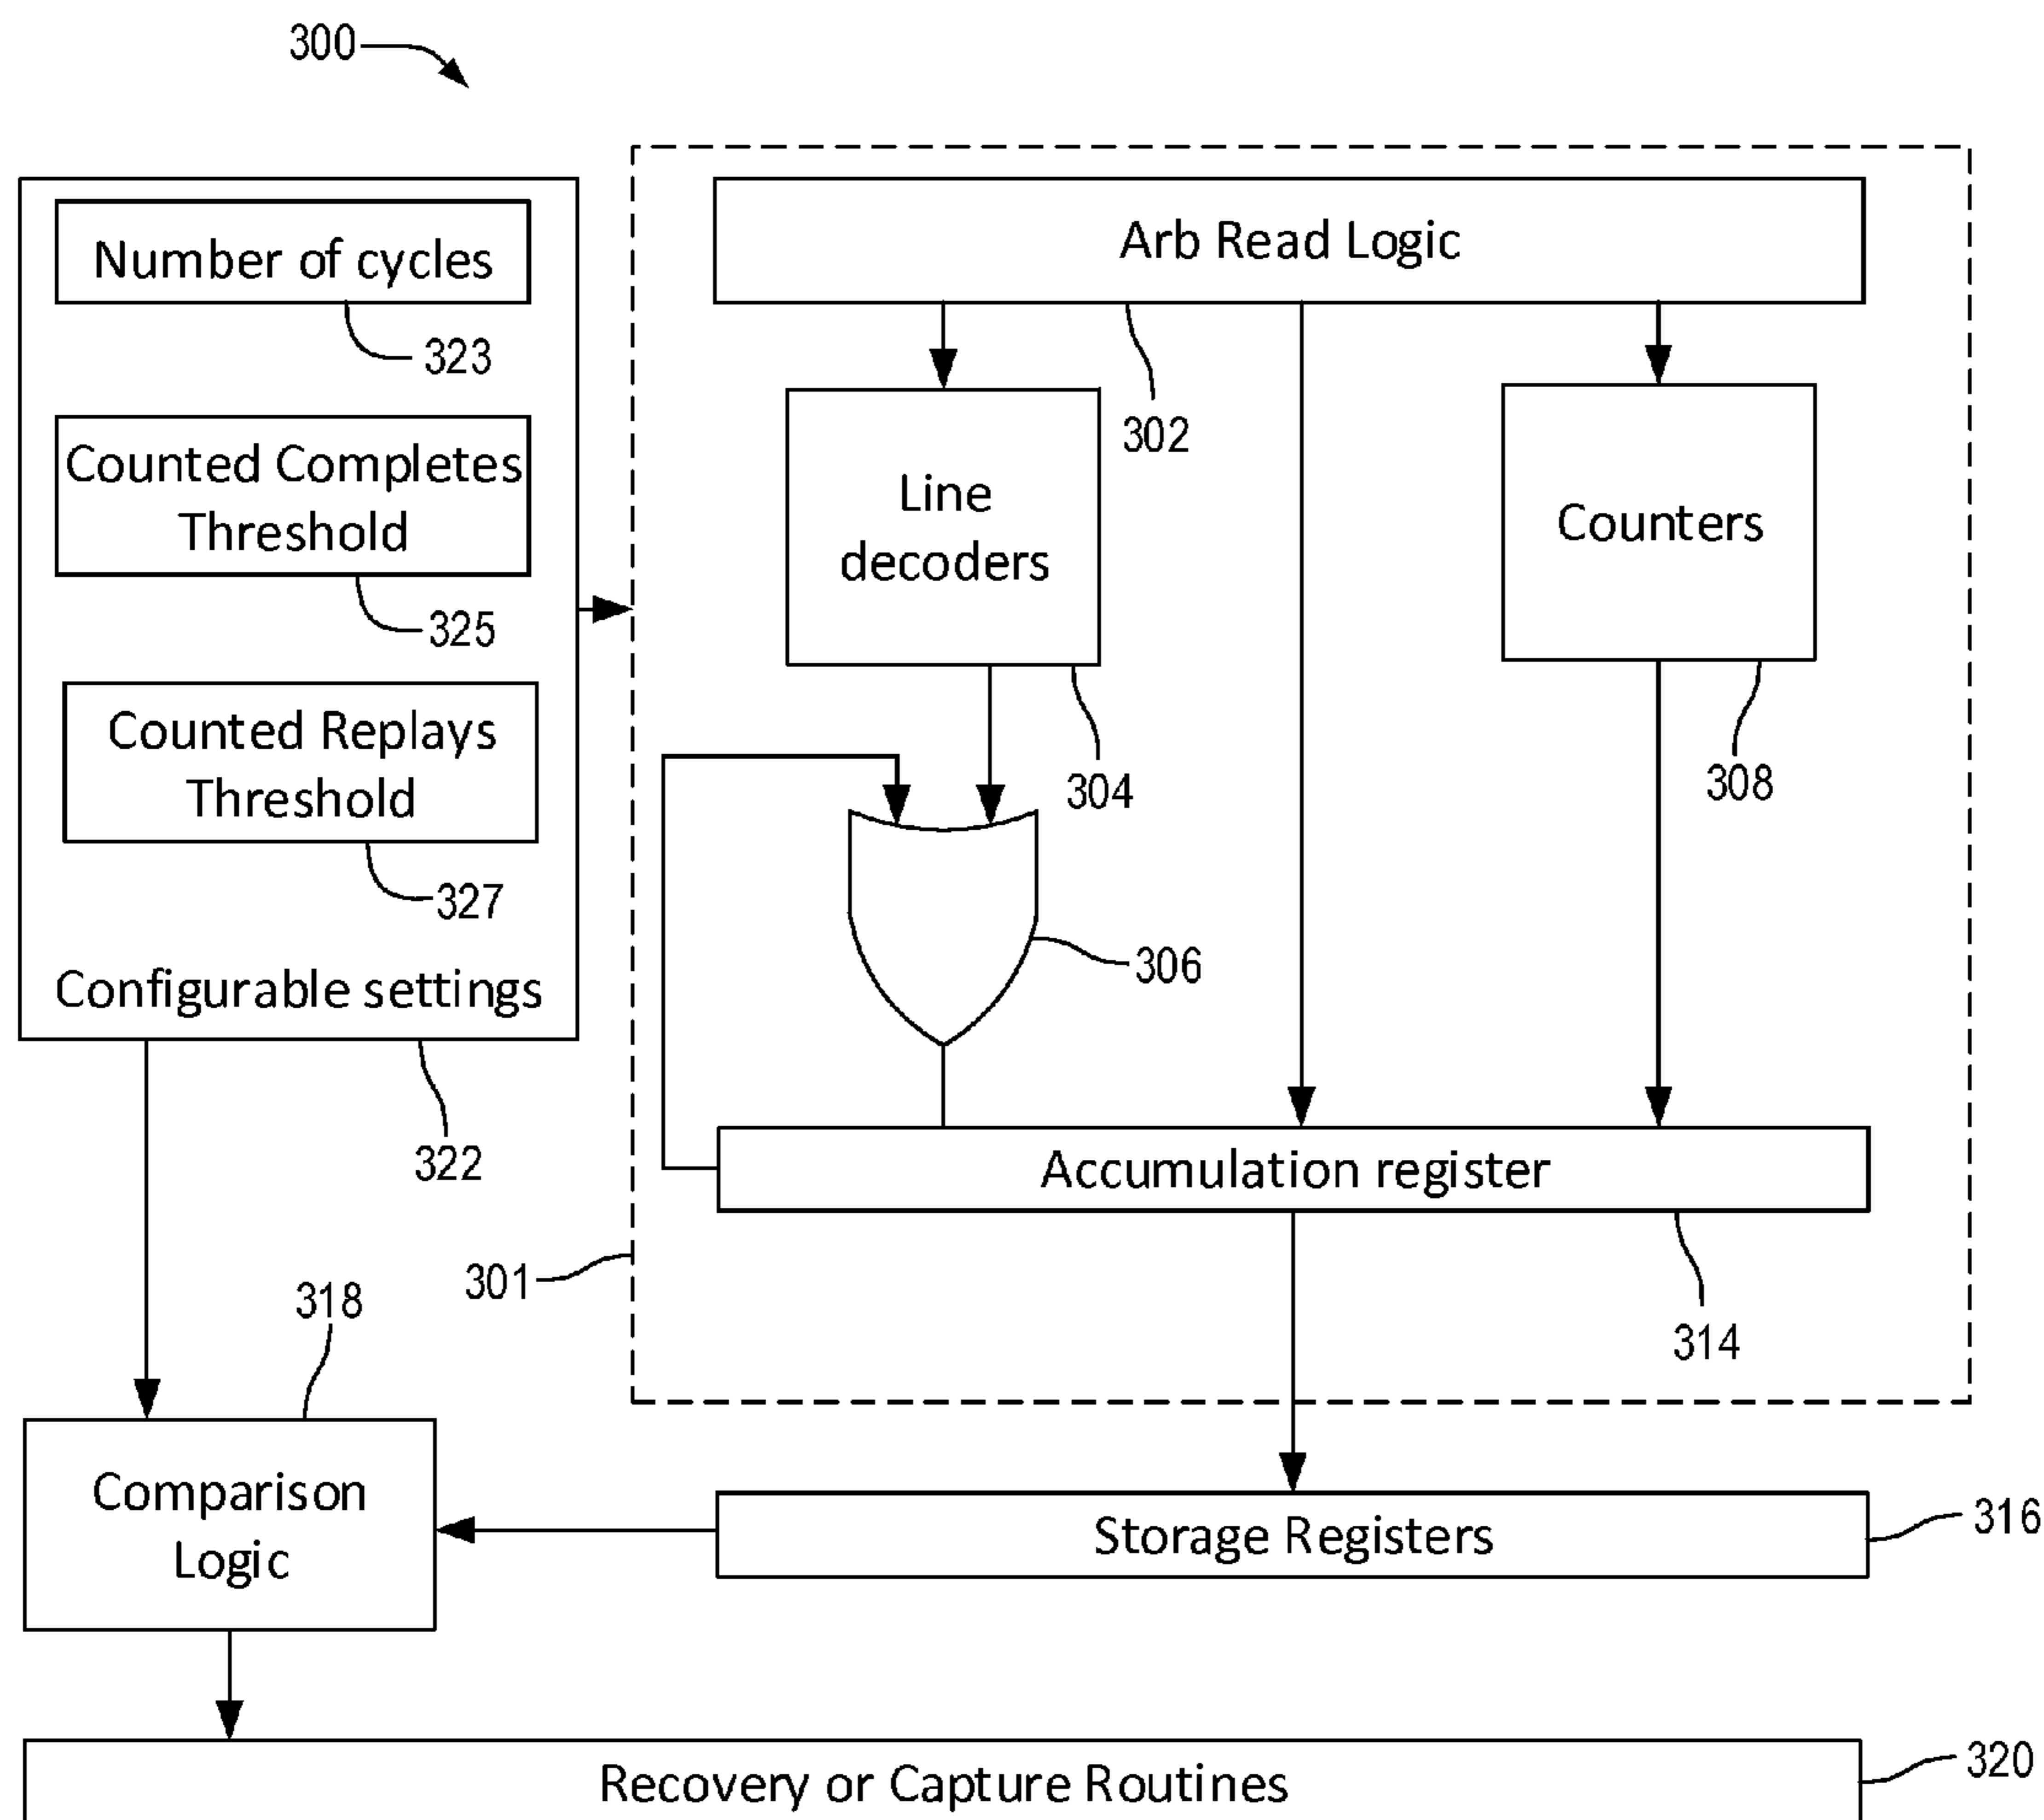 300
Number of cycles
323
Counted Completes
Threshold
325
Counted Replays
Threshold
327
Configurable settings
322
Arb Read Logic
302
Line
decoders
304
Counters
308
306
Accumulation register
314
301
318
Comparison
Logic
Storage Registers
316
Recovery or Capture Routines
320